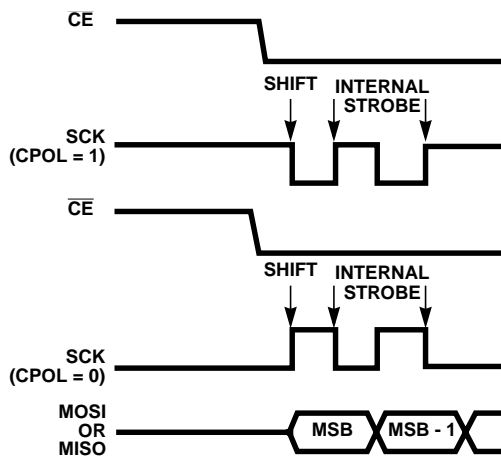 CE
SHIFT INTERNAL
STROBE
SCK
(CPOL = 1)
CE
SHIFT INTERNAL
STROBE
SCK
(CPOL = 0)
MOSI
OR
MISO
MSB MSB - 1